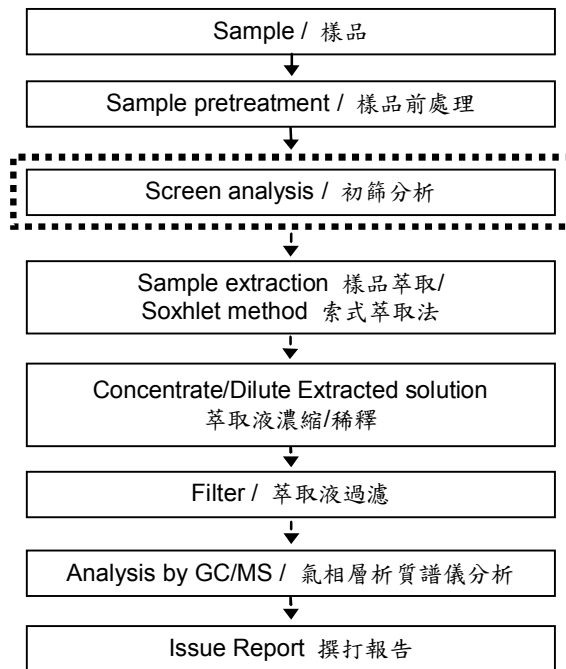 Sample / 樣品
Sample pretreatment / 樣品前處理
Screen analysis / 初篩分析
Sample extraction 樣品萃取/
Soxhlet method 索式萃取法
Concentrate/Dilute Extracted solution
萃取液濃縮/稀釋
Filter / 萃取液過濾
Analysis by GC/MS / 氣相層析質譜儀分析
Issue Report 撰打報告